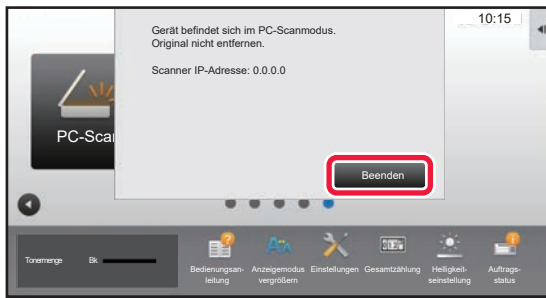 Gerät befindet sich im PC-Scanmodus.
Original nicht entfernen.
Scanner IP-Adresse: 0.0.0.0
10:15
PC-Scan
Beenden
Tonermenge Bk
Bedienungsan-
leitung
Anzeigemodus
vergrößern
Einstellungen
Gesamtzählung
Helligkeit-
seinstellung
Auftrags-
status